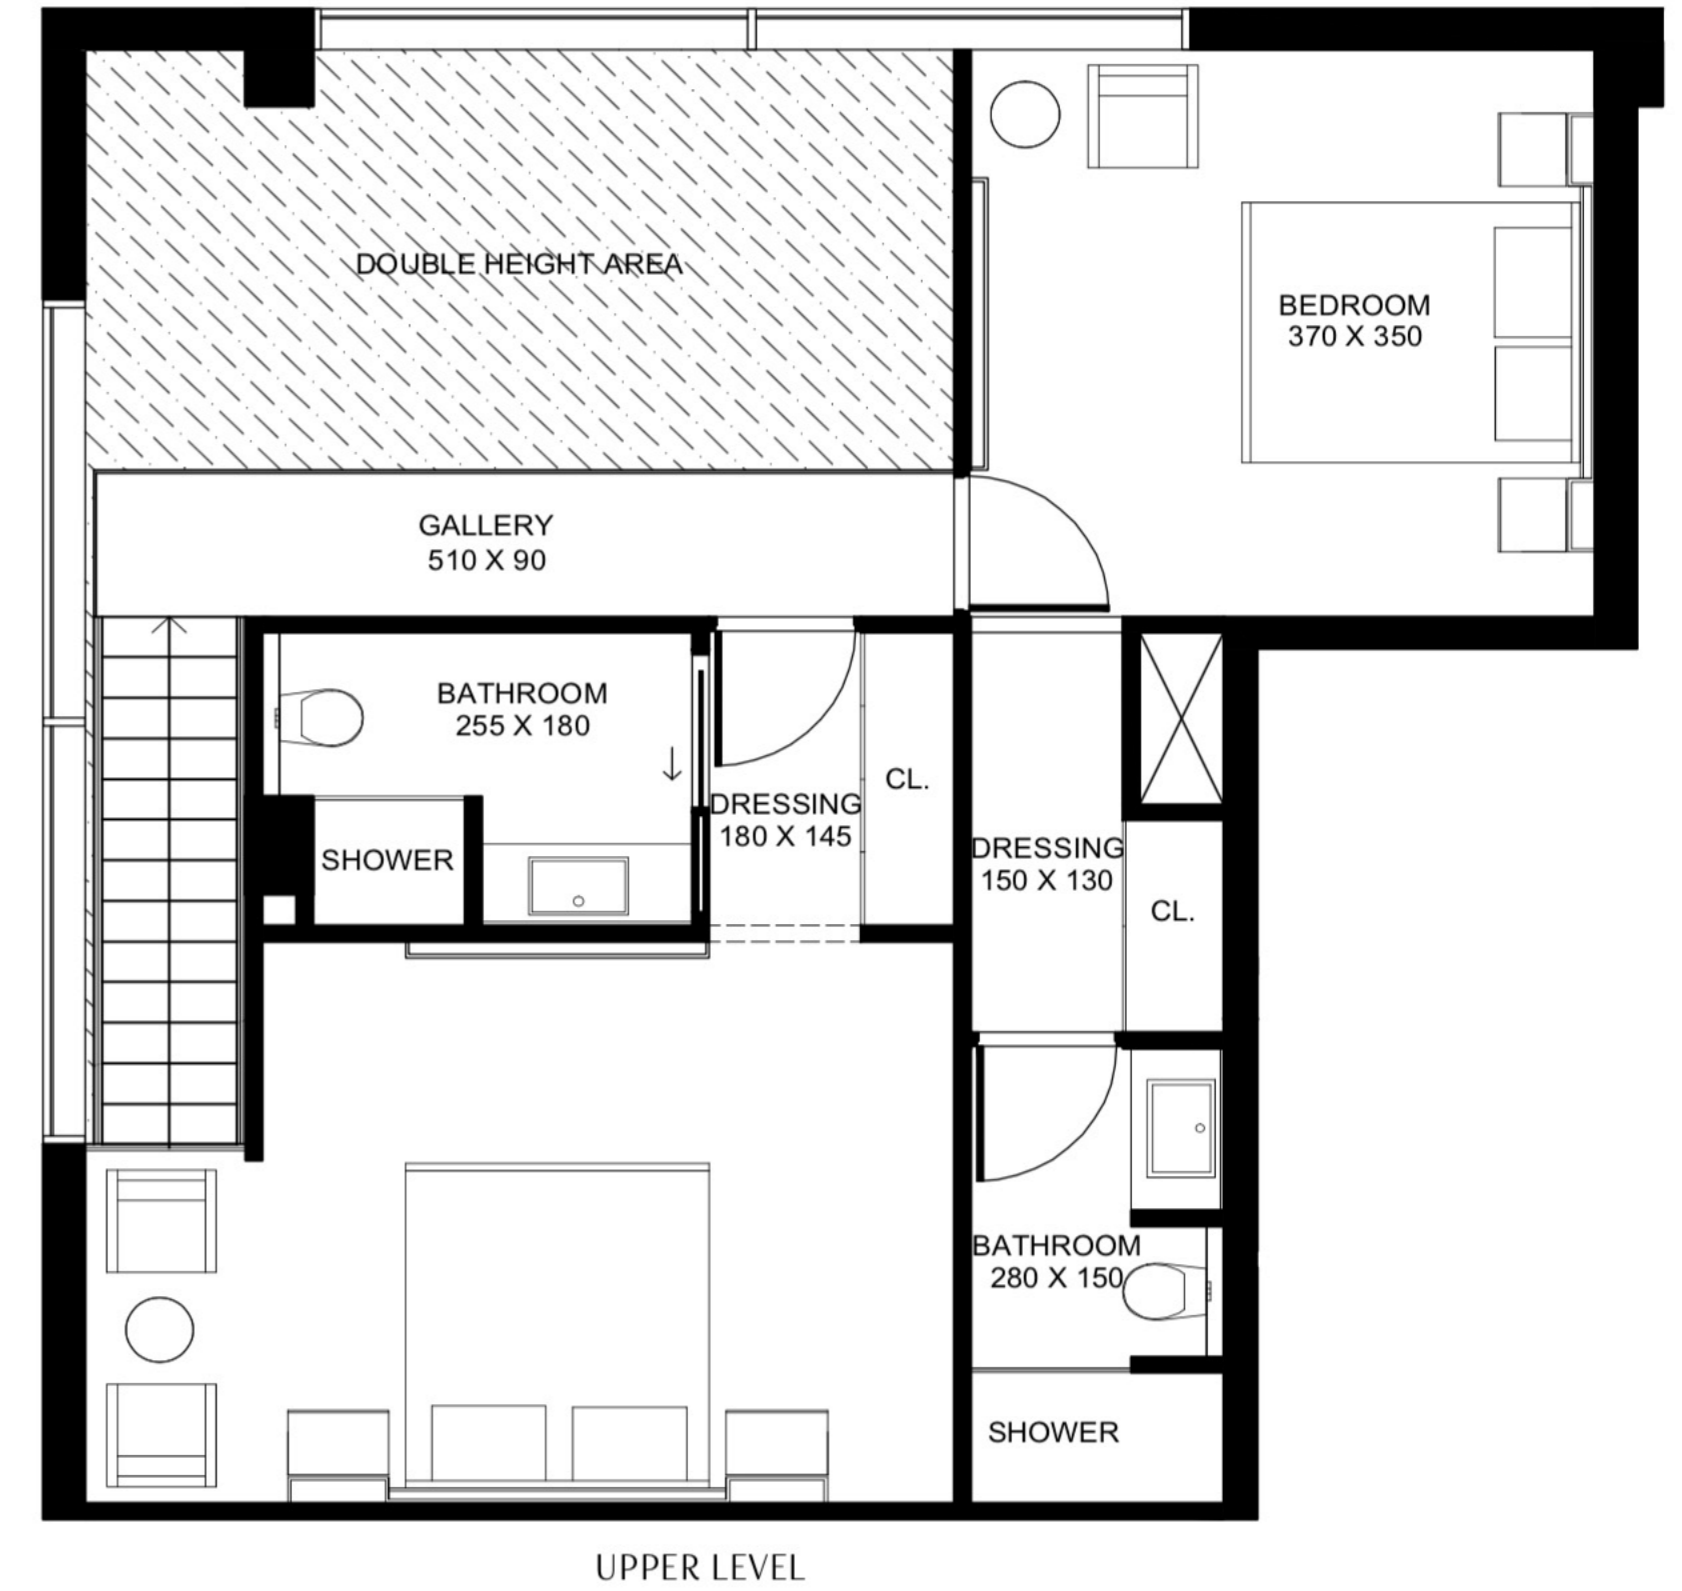 DOUBLE HEIGHT AREA
BEDROOM
370 X 350
GALLERY
510 X 90
BATHROOM
255 X 180
SHOWER
DRESSING
180 X 145
CL.
DRESSING
150 X 130
CL.
BATHROOM
280 X 150
SHOWER
UPPER LEVEL